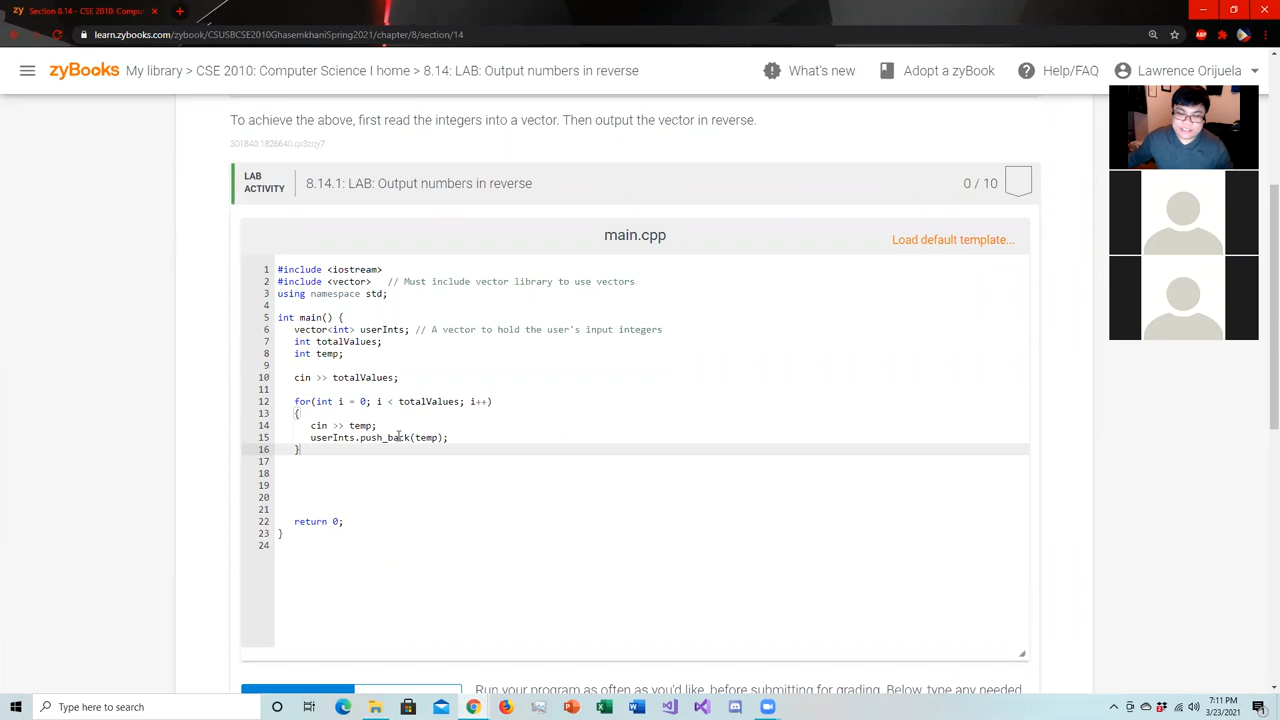 zy Section 8.14 - CSE 2010: Compu
learn.zybooks.com/zybook/CSUSBCSE2010GhasemkhaniSpring2021/chapter/8/section/14
zyBooks My library > CSE 2010: Computer Science I home > 8.14: LAB: Output numbers in reverse
What's new
Adopt a zyBook
Help/FAQ
Lawrence Orijuela
To achieve the above, first read the integers into a vector. Then output the vector in reverse.
301840.1826640.qx3zqy7
LAB
ACTIVITY
8.14.1: LAB: Output numbers in reverse
0 / 10
main.cpp
Load default template...
1 #include <iostream>
2 #include <vector> // Must include vector library to use vectors
3 using namespace std;
4
5 int main() {
6 vector<int> userInts; // A vector to hold the user's input integers
7 int totalValues;
8 int temp;
9
10 cin >> totalValues;
11
12 for(int i = 0; i < totalValues; i++)
13 {
14 cin >> temp;
15 userInts.push_back(temp);
16 }
17
18
19
20
21
22 return 0;
23 }
24
Run your program as often as you'd like, before submitting for grading. Below, type any needed
Type here to search
7:11 PM
3/23/2021